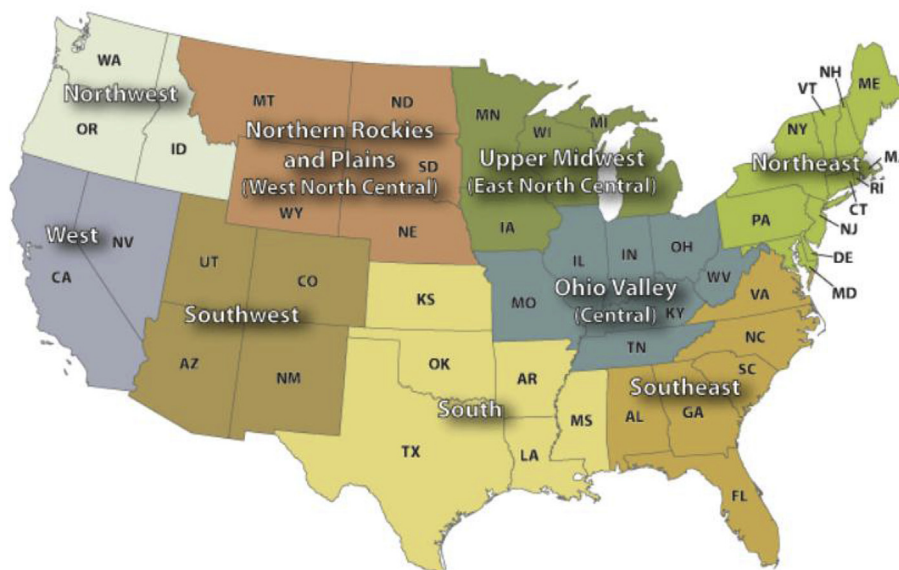 WA
Northwest
OR
ID
MT
ND
Northern Rockies
and Plains
(West North Central)
SD
WY
NE
MN
WI
MI
Upper Midwest
(East North Central)
IA
NH
VT
ME
NY
Northeast
MA
RI
CT
PA
NJ
DE
MD
West
NV
CA
UT
CO
Southwest
AZ
NM
KS
OK
AR
South
TX
LA
MS
IL
IN
OH
WV
MO
Ohio Valley
(Central)
KY
TN
VA
NC
SC
Southeast
AL
GA
FL